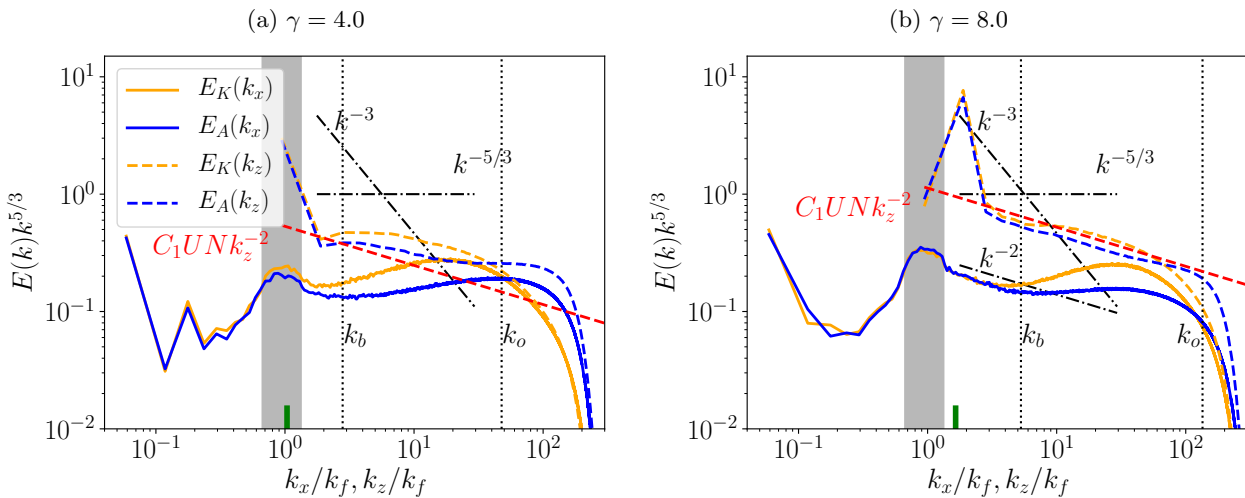 (a) γ = 4.0
10^1
10^0
10^{-1}
10^{-2}
E(k)k^{5/3}
E_K(k_x)
E_A(k_x)
E_K(k_z)
E_A(k_z)
k^{-3}
k^{-5/3}
C_1UNk_z^{-2}
k_b
k_o
10^{-1}
10^0
10^1
10^2
k_x/k_f, k_z/k_f
(b) γ = 8.0
10^1
10^0
10^{-1}
10^{-2}
E(k)k^{5/3}
k^{-3}
k^{-5/3}
C_1UNk_z^{-2}
k^{-2}
k_b
k_o
10^{-1}
10^0
10^1
10^2
k_x/k_f, k_z/k_f